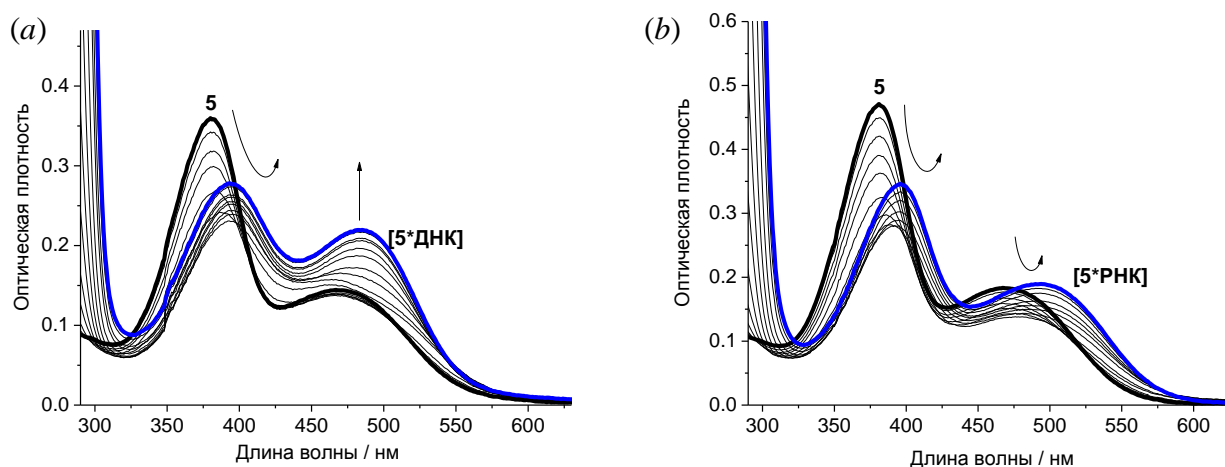 (a)
Оптическая плотность
0.4
0.3
0.2
0.1
0.0
5
[5*ДНК]
300 350 400 450 500 550 600
Длина волны / нм
(b)
Оптическая плотность
0.6
0.5
0.4
0.3
0.2
0.1
0.0
5
[5*РНК]
300 350 400 450 500 550 600
Длина волны / нм